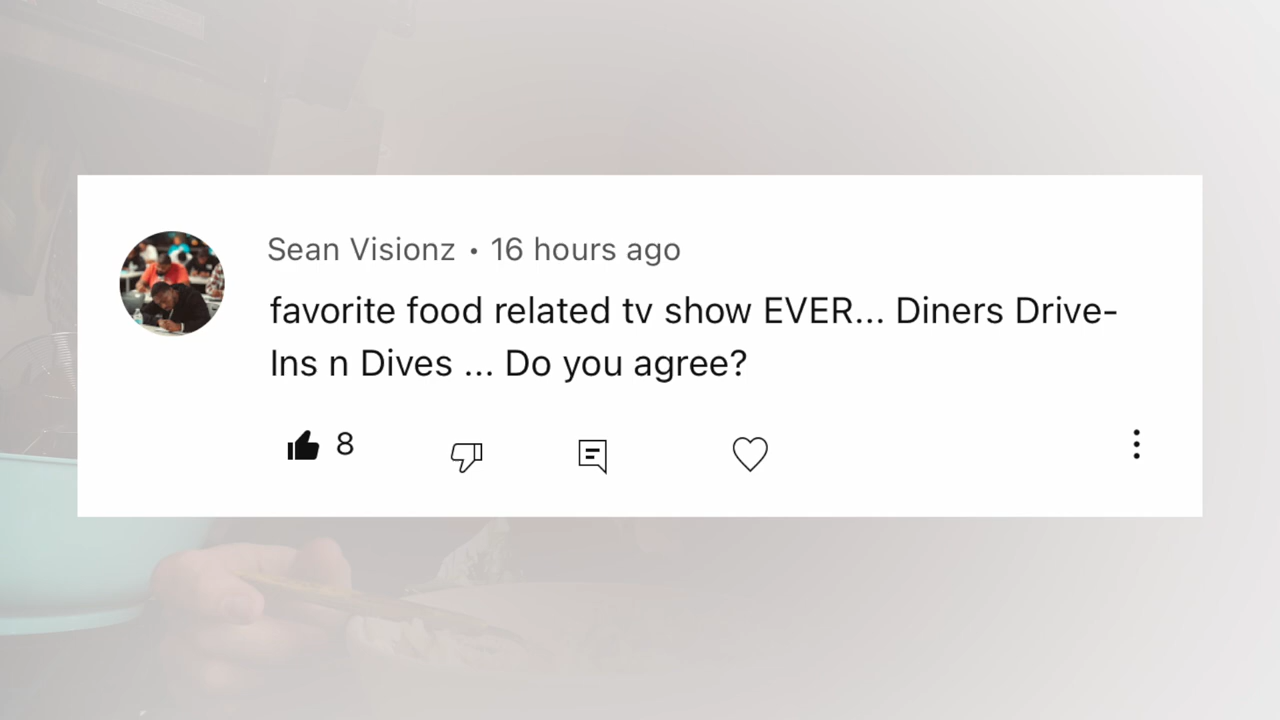 Sean Visionz • 16 hours ago
favorite food related tv show EVER... Diners Drive-
Ins n Dives ... Do you agree?
8